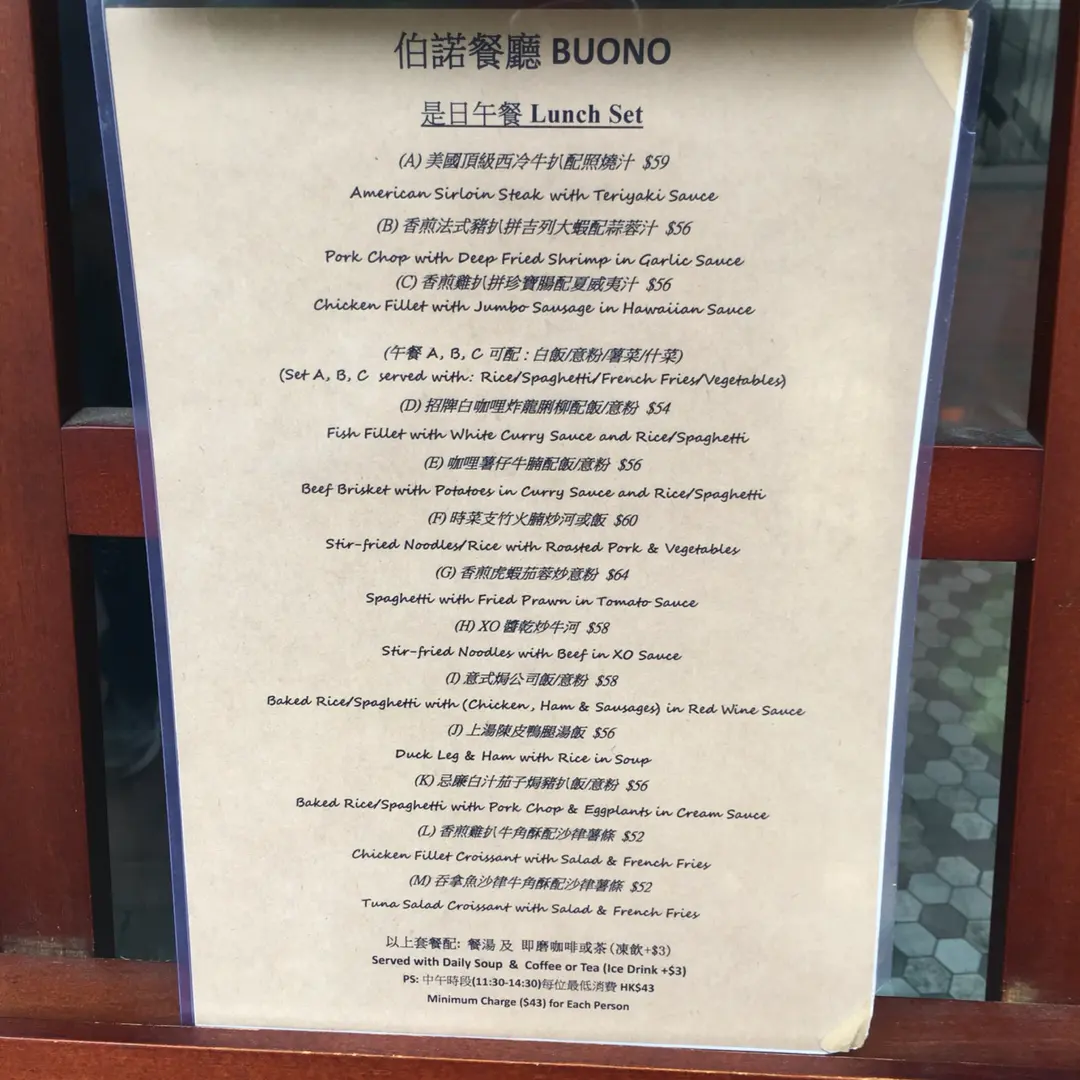 伯諾餐廳 BUONO
是日午餐 Lunch Set
(A) 美國頂級西冷牛扒配照燒汁 $59
American Sirloin Steak with Teriyaki Sauce
(B) 香煎法式豬扒拼吉列大蝦配蒜蓉汁 $56
Pork Chop with Deep Fried Shrimp in Garlic Sauce
(C) 香煎雞扒拼珍寶腸配夏威夷汁 $56
Chicken Fillet with Jumbo Sausage in Hawaiian Sauce
(午餐 A, B, C 可配 : 白飯/意粉/薯菜/什菜)
(Set A, B, C served with: Rice/Spaghetti/French Fries/Vegetables)
(D) 招牌白咖哩炸龍脷柳配飯/意粉 $54
Fish Fillet with White Curry Sauce and Rice/Spaghetti
(E) 咖哩薯仔牛腩配飯/意粉 $56
Beef Brisket with Potatoes in Curry Sauce and Rice/Spaghetti
(F) 時菜支竹火腩炒河或飯 $60
Stir-fried Noodles/Rice with Roasted Pork & Vegetables
(G) 香煎虎蝦茄蓉炒意粉 $64
Spaghetti with Fried Prawn in Tomato Sauce
(H) XO 醬乾炒牛河 $58
Stir-fried Noodles with Beef in XO Sauce
(I) 意式焗公司飯/意粉 $58
Baked Rice/Spaghetti with (Chicken, Ham & Sausages) in Red Wine Sauce
(J) 上湯陳皮鴨腿湯飯 $56
Duck Leg & Ham with Rice in Soup
(K) 忌廉白汁茄子焗豬扒飯/意粉 $56
Baked Rice/Spaghetti with Pork Chop & Eggplants in Cream Sauce
(L) 香煎雞扒牛角酥配沙律薯條 $52
Chicken Fillet Croissant with Salad & French Fries
(M) 吞拿魚沙律牛角酥配沙律薯條 $52
Tuna Salad Croissant with Salad & French Fries
以上套餐配: 餐湯 及 即磨咖啡或茶 (凍飲+$3)
Served with Daily Soup & Coffee or Tea (Ice Drink +$3)
PS: 中午時段(11:30-14:30)每位最低消費 HK$43
Minimum Charge ($43) for Each Person